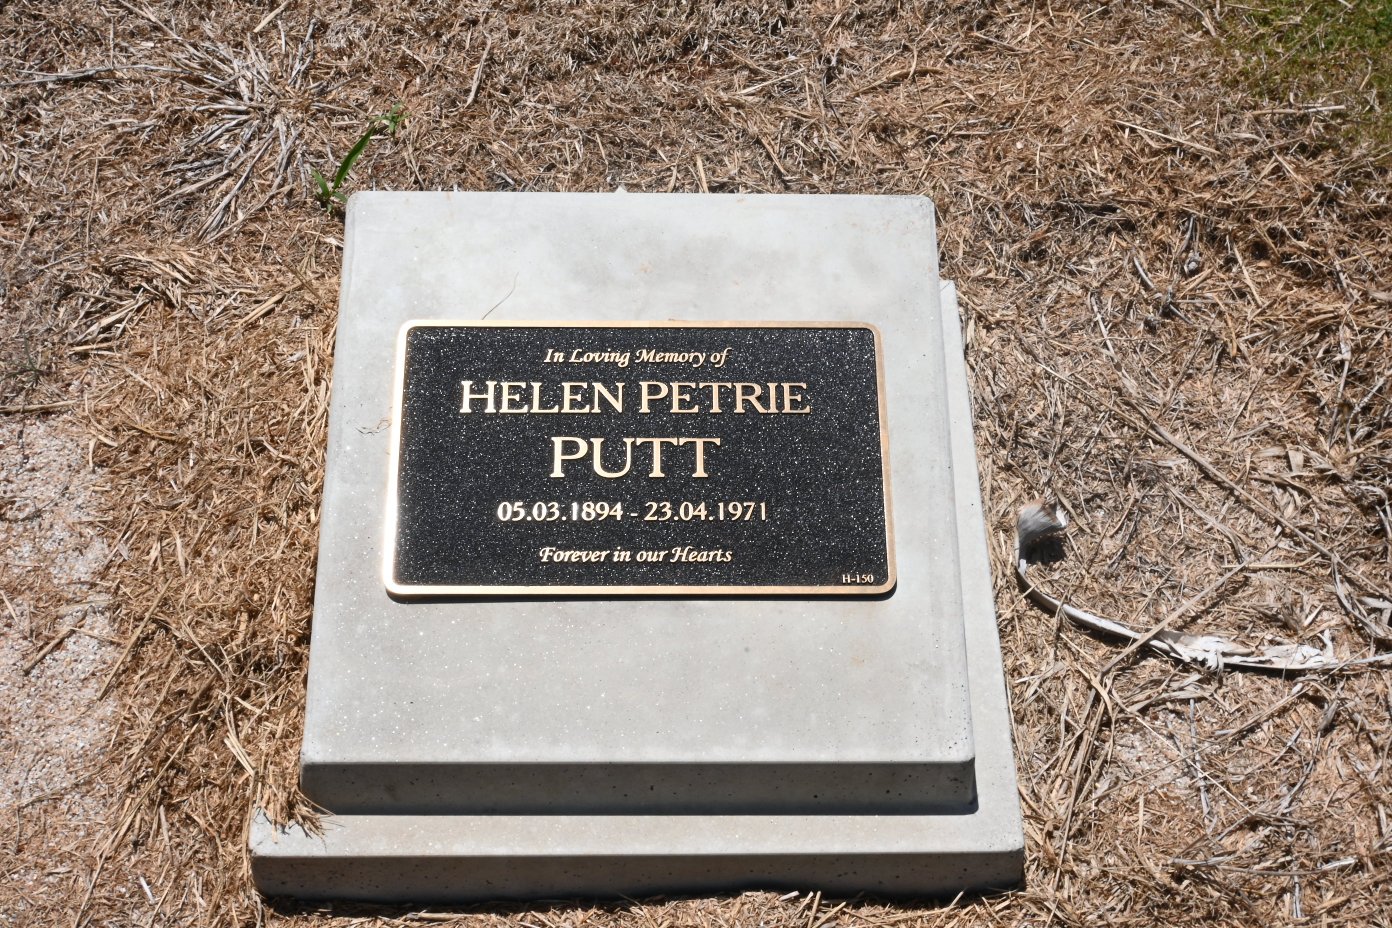 In Loving Memory of
HELEN PETRIE
PUTT
05.03.1894 - 23.04.1971
Forever in our Hearts
H-150